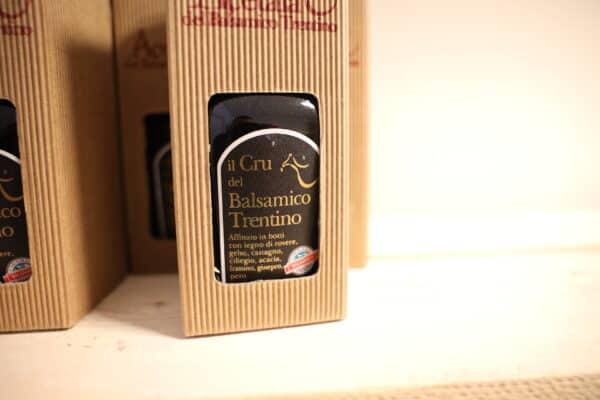 Acetaia
del Balsamico Trentino
il Cru
del
Balsamico
Trentino
Affinato in botti
con legno di rovere,
gelso, castagno,
ciliegio, acacia,
frassino, ginepro,
pero